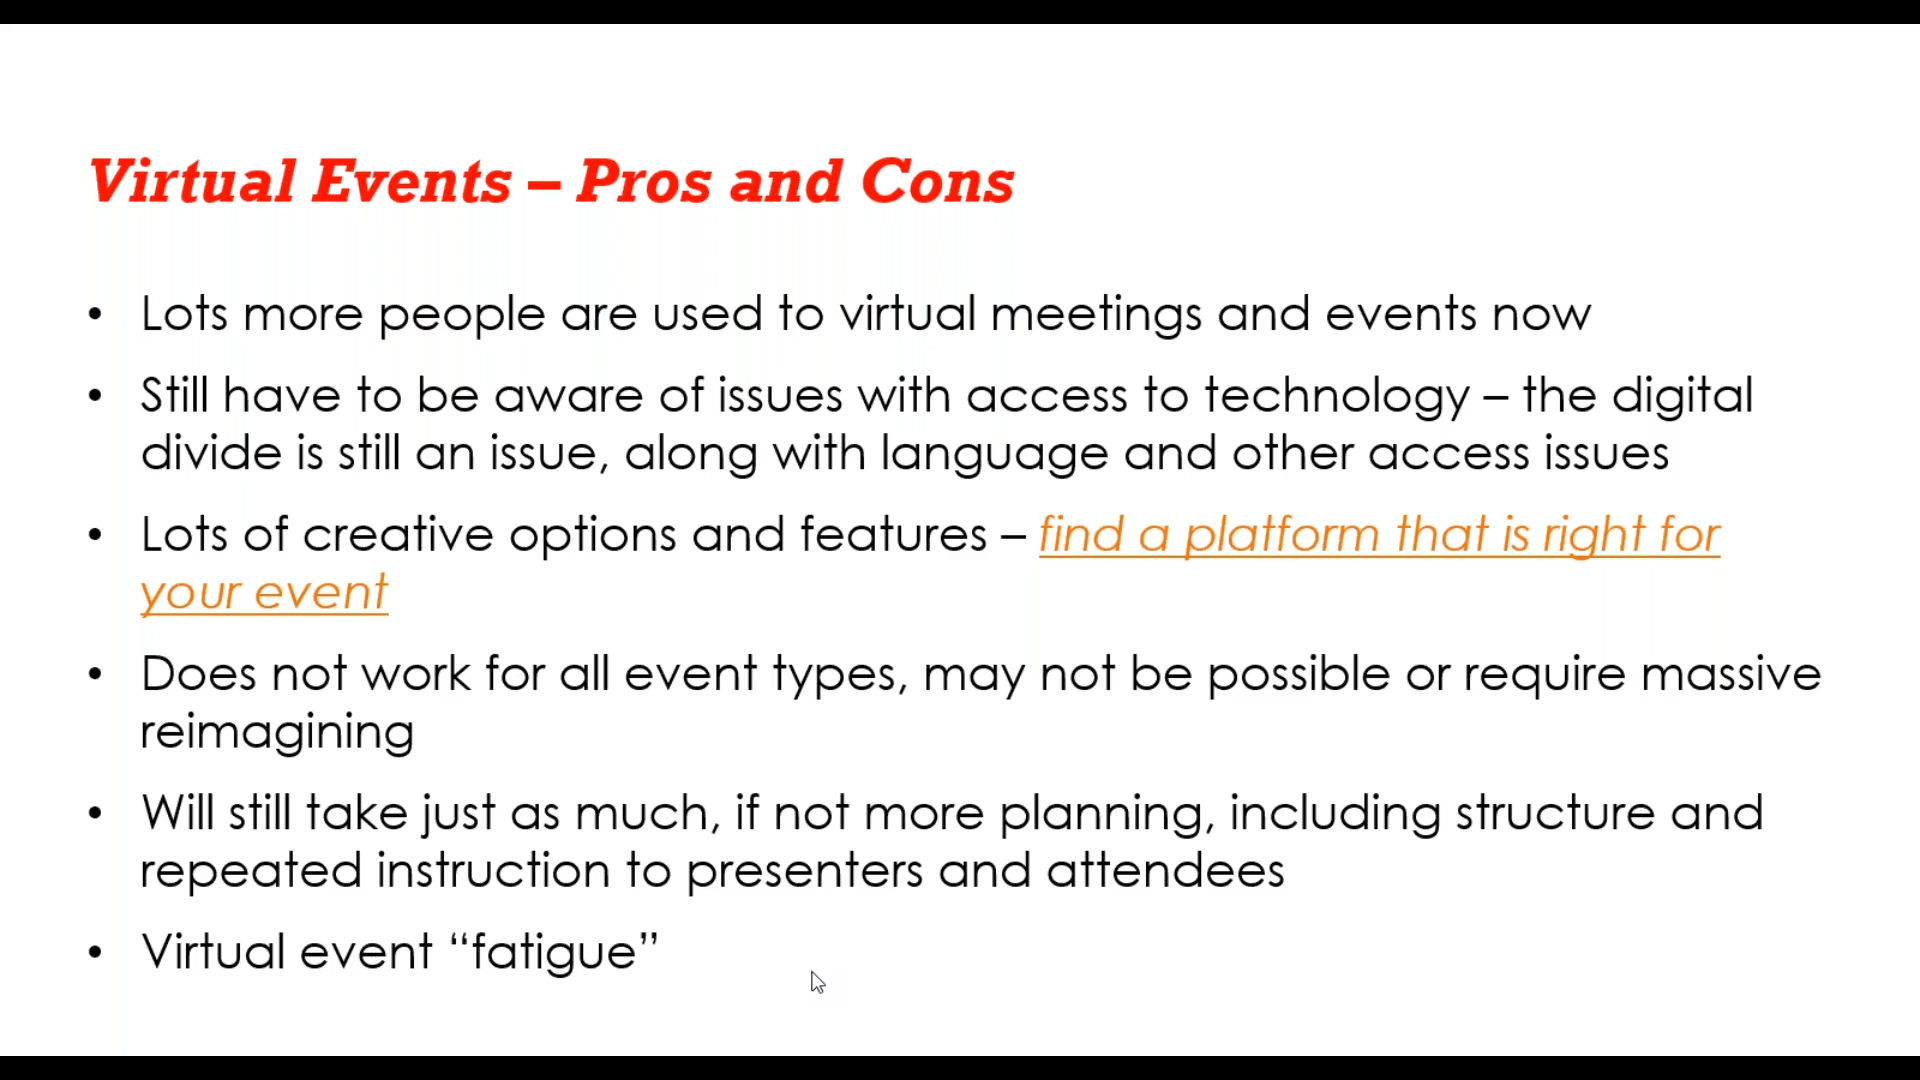 Virtual Events – Pros and Cons
• Lots more people are used to virtual meetings and events now
• Still have to be aware of issues with access to technology – the digital
divide is still an issue, along with language and other access issues
• Lots of creative options and features – find a platform that is right for
your event
• Does not work for all event types, may not be possible or require massive
reimagining
• Will still take just as much, if not more planning, including structure and
repeated instruction to presenters and attendees
• Virtual event “fatigue”